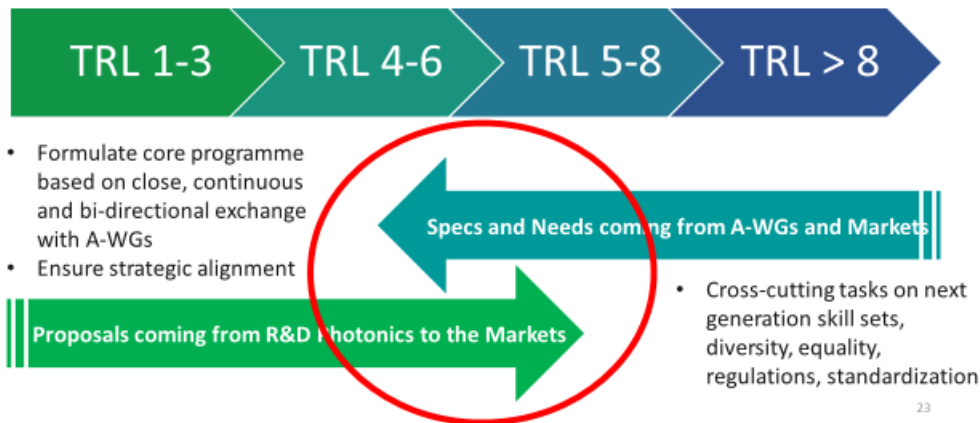 TRL 1-3 TRL 4-6 TRL 5-8 TRL > 8
• Formulate core programme
based on close, continuous
and bi-directional exchange
with A-WGs
• Ensure strategic alignment
Specs and Needs coming from A-WGs and Markets
Proposals coming from R&D Photonics to the Markets
• Cross-cutting tasks on next
generation skill sets,
diversity, equality,
regulations, standardization
23